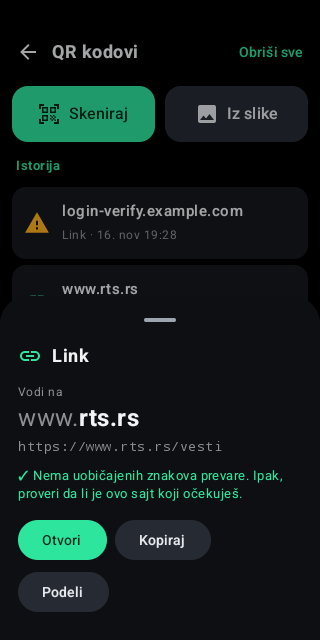 QR kodovi
Obriši sve
Skeniraj
Iz slike
Istorija
login-verify.example.com
Link · 16. nov 19:28
www.rts.rs
Link
Vodi na
www.rts.rs
https://www.rts.rs/vesti
✓ Nema uobičajenih znakova prevare. Ipak,
proveri da li je ovo sajt koji očekuješ.
Otvori
Kopiraj
Podeli